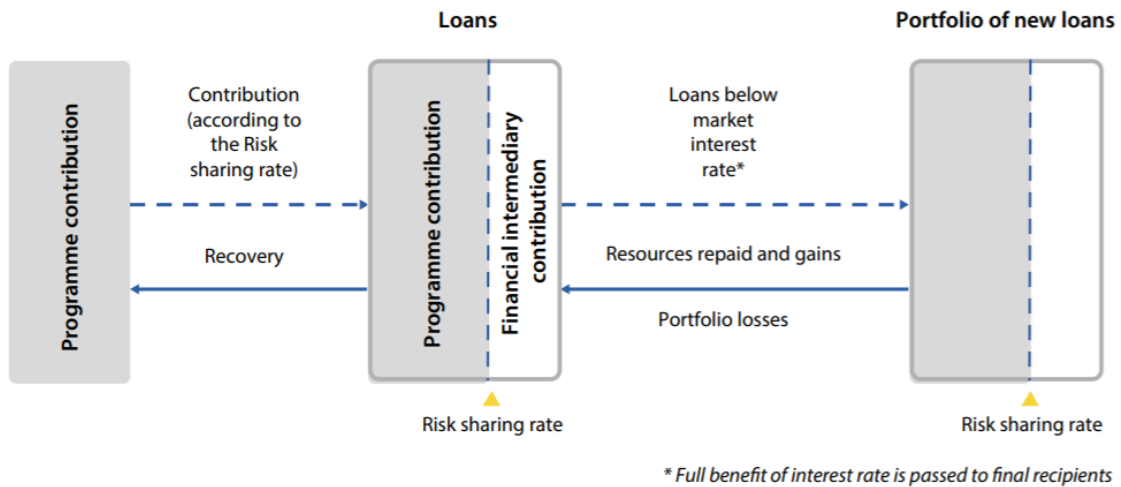 Loans
Portfolio of new loans
Programme contribution
Contribution
(according to
the Risk
sharing rate)
Recovery
Programme contribution
Financial intermediary
contribution
Loans below
market
interest
rate*
Resources repaid and gains
Portfolio losses
Risk sharing rate
Risk sharing rate
* Full benefit of interest rate is passed to final recipients